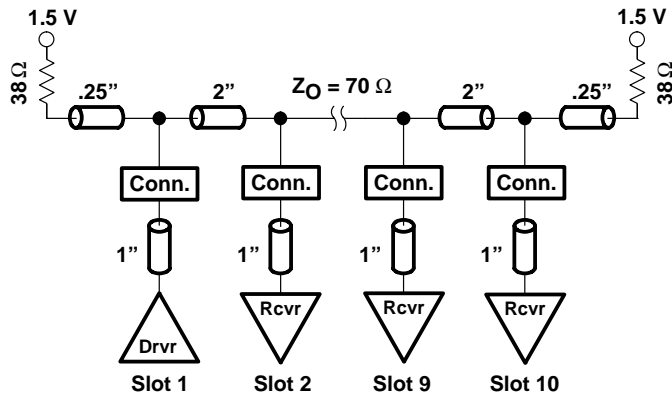 1.5 V
1.5 V
38 Ω
.25”
2”
Z_O = 70 Ω
2”
.25”
38 Ω
Conn.
Conn.
Conn.
Conn.
1”
1”
1”
1”
Drvr
Rcvr
Rcvr
Rcvr
Slot 1
Slot 2
Slot 9
Slot 10